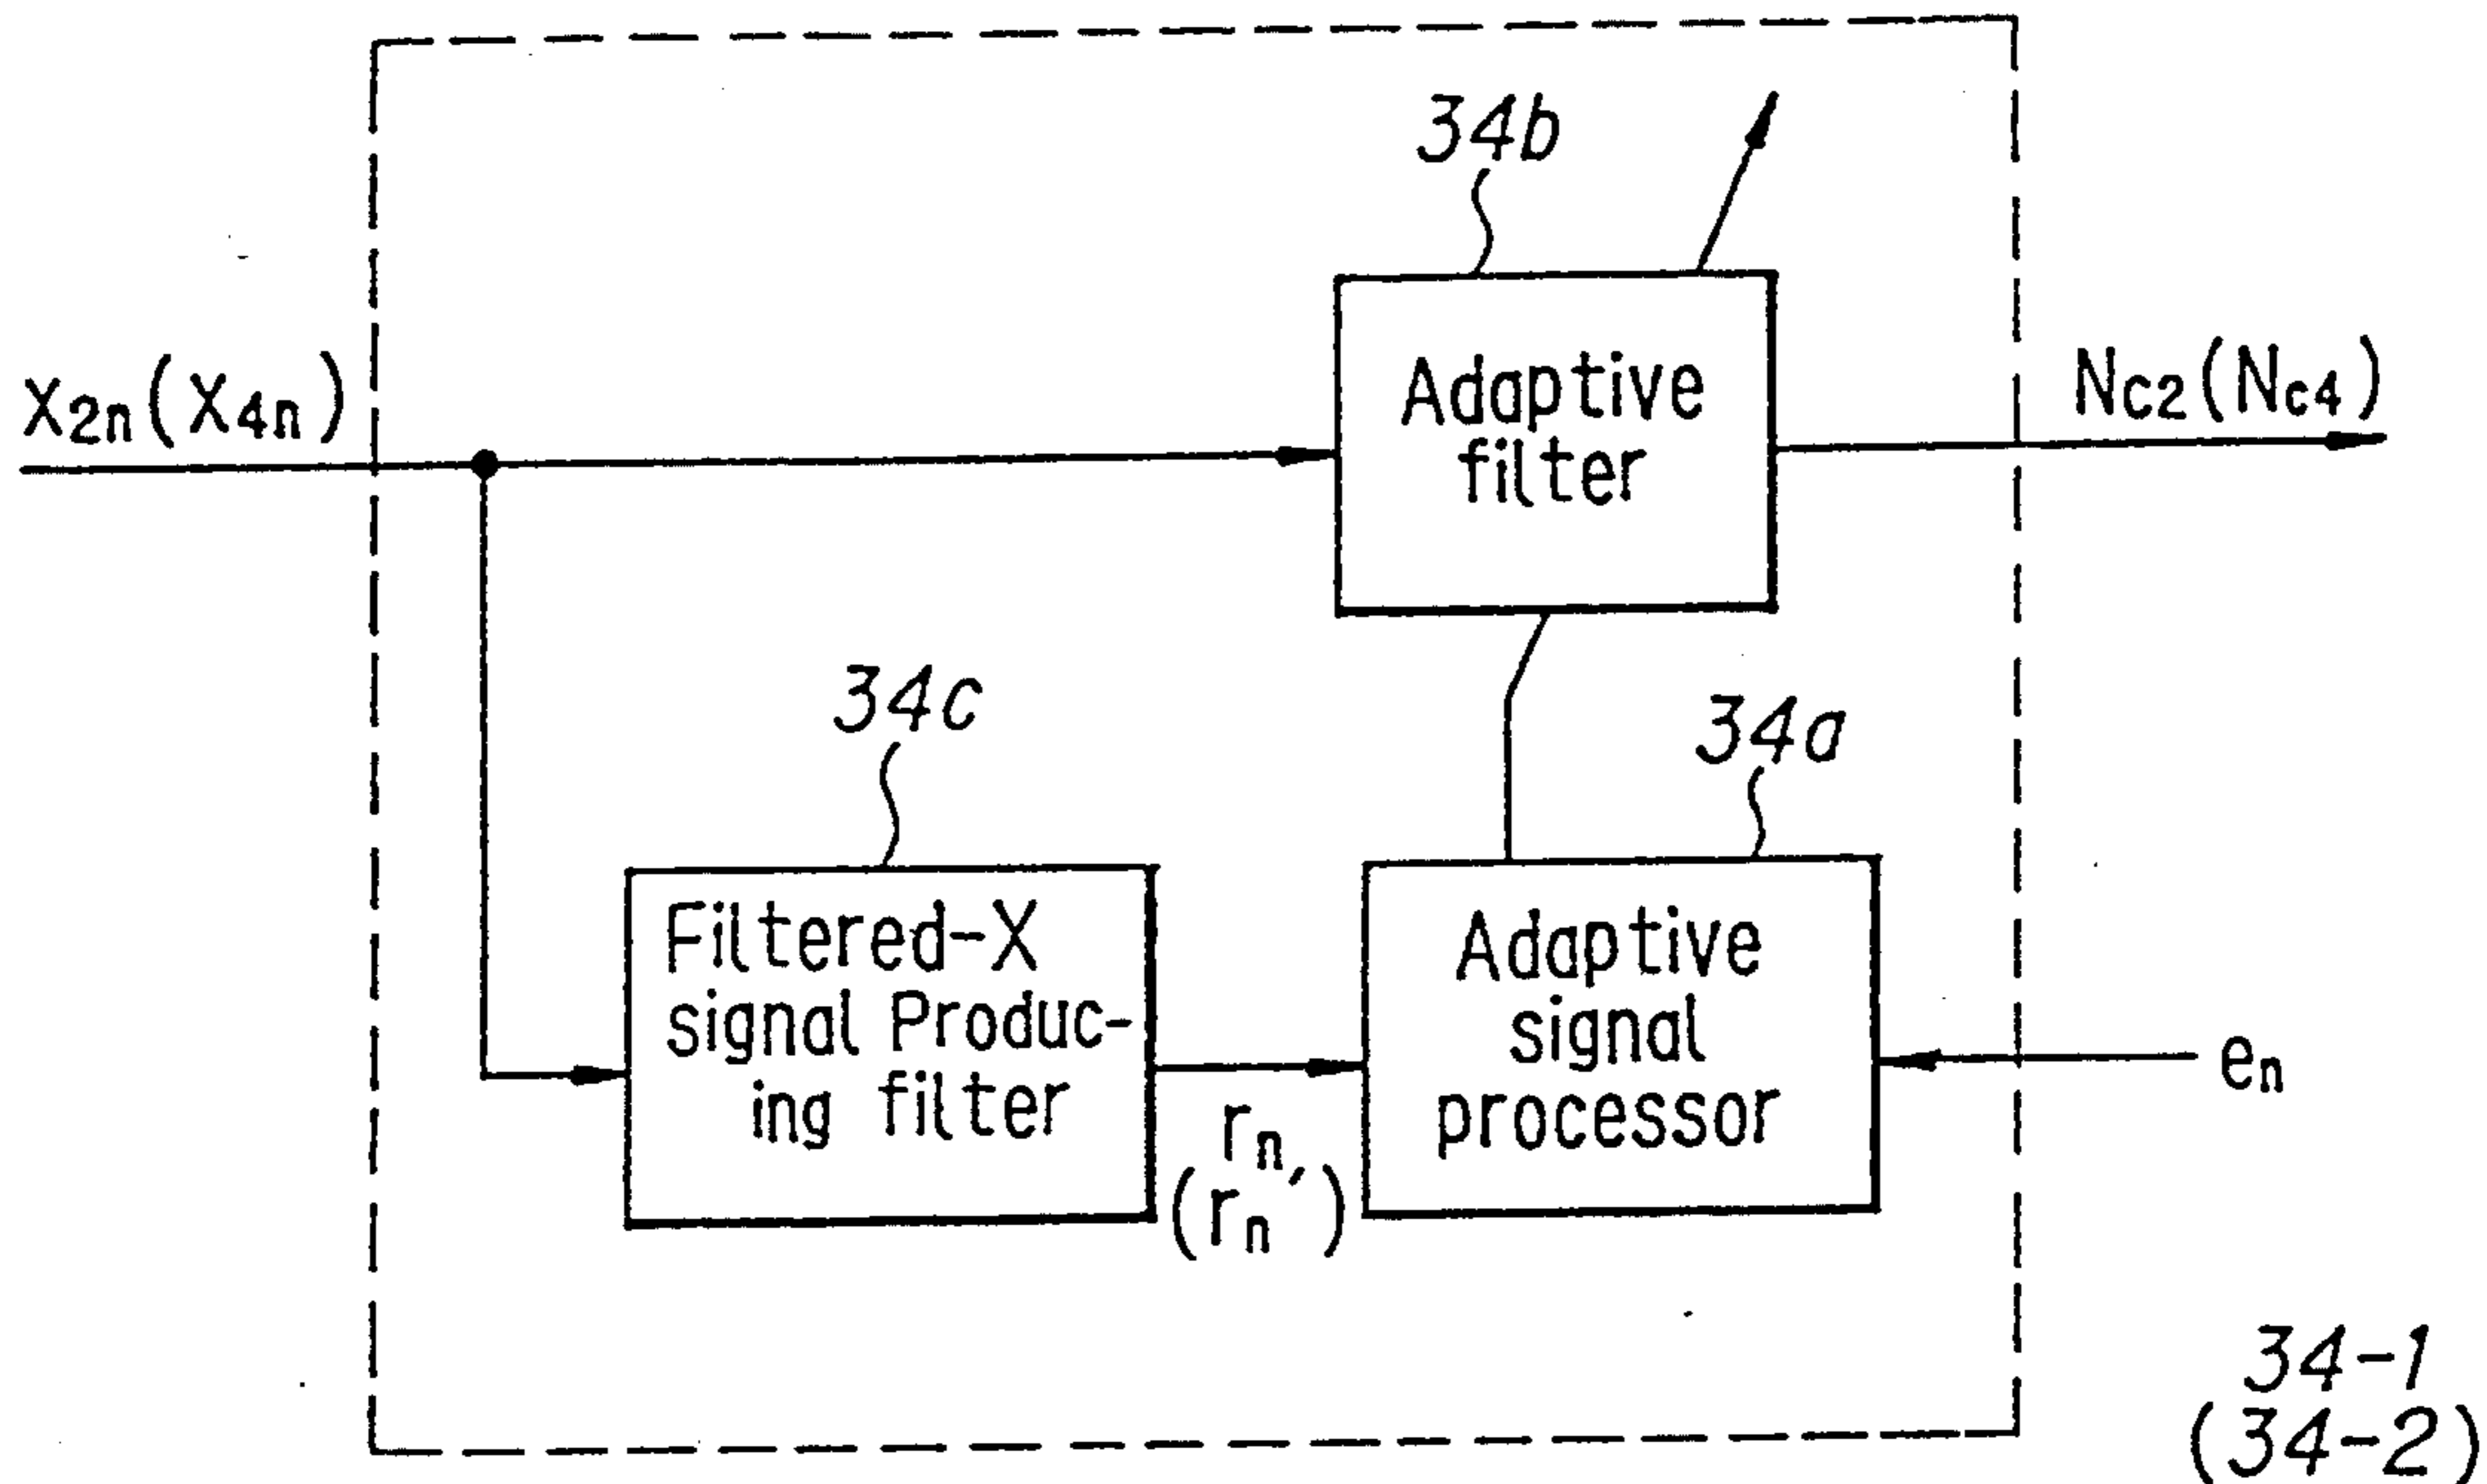 34b
X2n(X4n)
Adaptive
filter
Nc2(Nc4)
34c
34a
Filtered-X
signal Produc-
ing filter
rn
(rn')
Adaptive
signal
processor
en
34-1
(34-2)